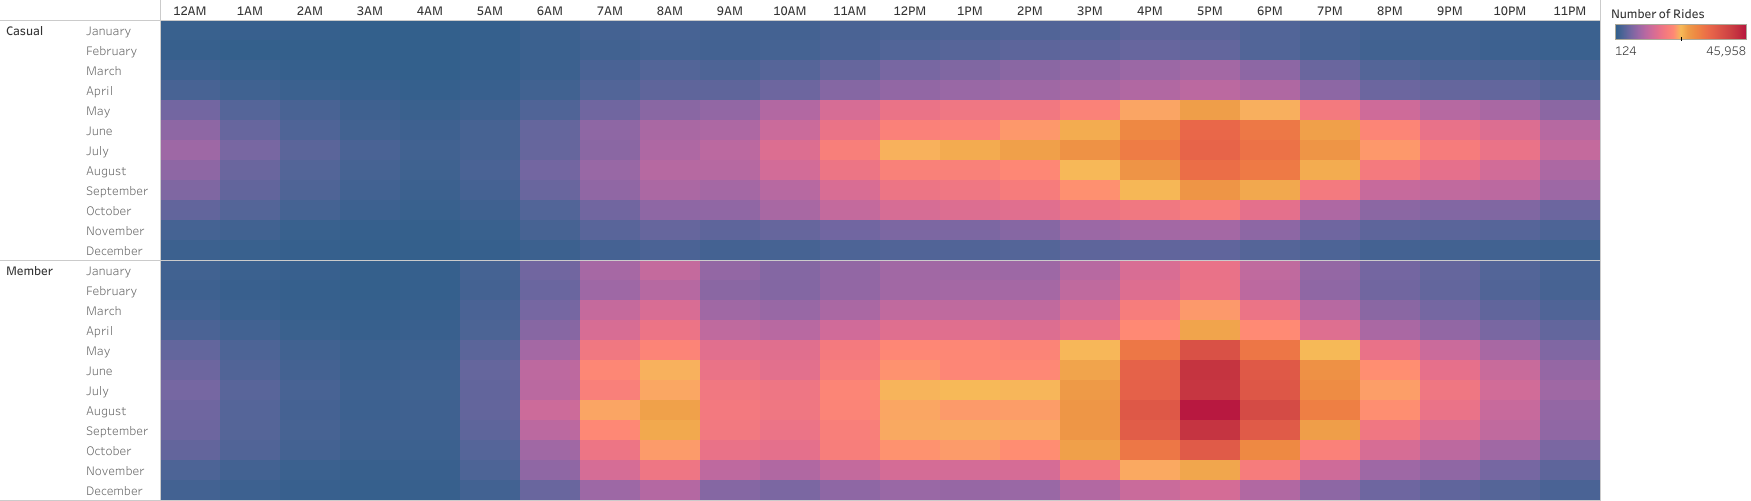 12AM 1AM 2AM 3AM 4AM 5AM 6AM 7AM 8AM 9AM 10AM 11AM 12PM 1PM 2PM 3PM 4PM 5PM 6PM 7PM 8PM 9PM 10PM 11PM
Casual January
February
March
April
May
June
July
August
September
October
November
December
Member January
February
March
April
May
June
July
August
September
October
November
December
Number of Rides
124 45,958